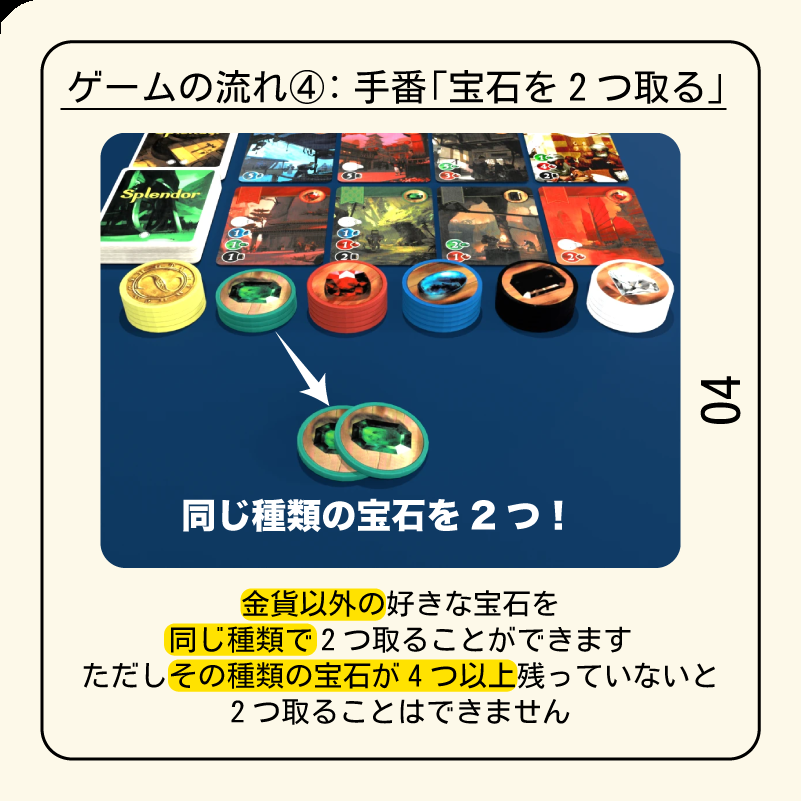 ゲームの流れ④：手番「宝石を２つ取る」
Splendor
同じ種類の宝石を２つ！
04
金貨以外の好きな宝石を
同じ種類で２つ取ることができます
ただしその種類の宝石が４つ以上残っていないと
２つ取ることはできません